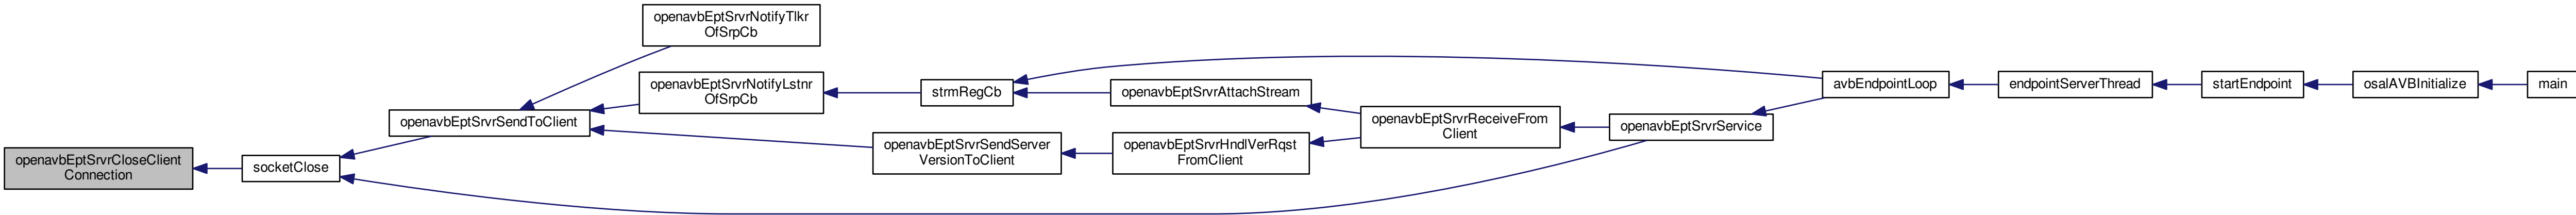 openavbEptSrvrCloseClient
Connection
socketClose
openavbEptSrvrSendToClient
openavbEptSrvrNotifyTlkr
OfSrpCb
openavbEptSrvrNotifyLstnr
OfSrpCb
openavbEptSrvrSendServer
VersionToClient
strmRegCb
openavbEptSrvrAttachStream
openavbEptSrvrHndlVerRqst
FromClient
openavbEptSrvrReceiveFrom
Client
openavbEptSrvrService
avbEndpointLoop
endpointServerThread
startEndpoint
osalAVBInitialize
main